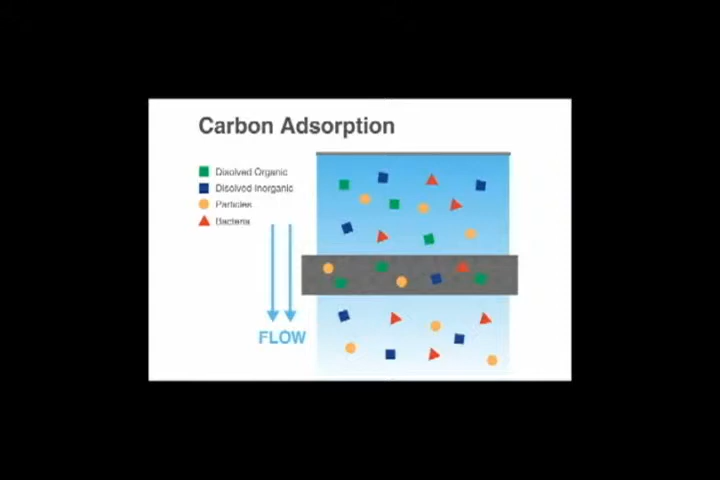 Carbon Adsorption
Disolved Organic
Disolved Inorganic
Particles
Bacteria
FLOW